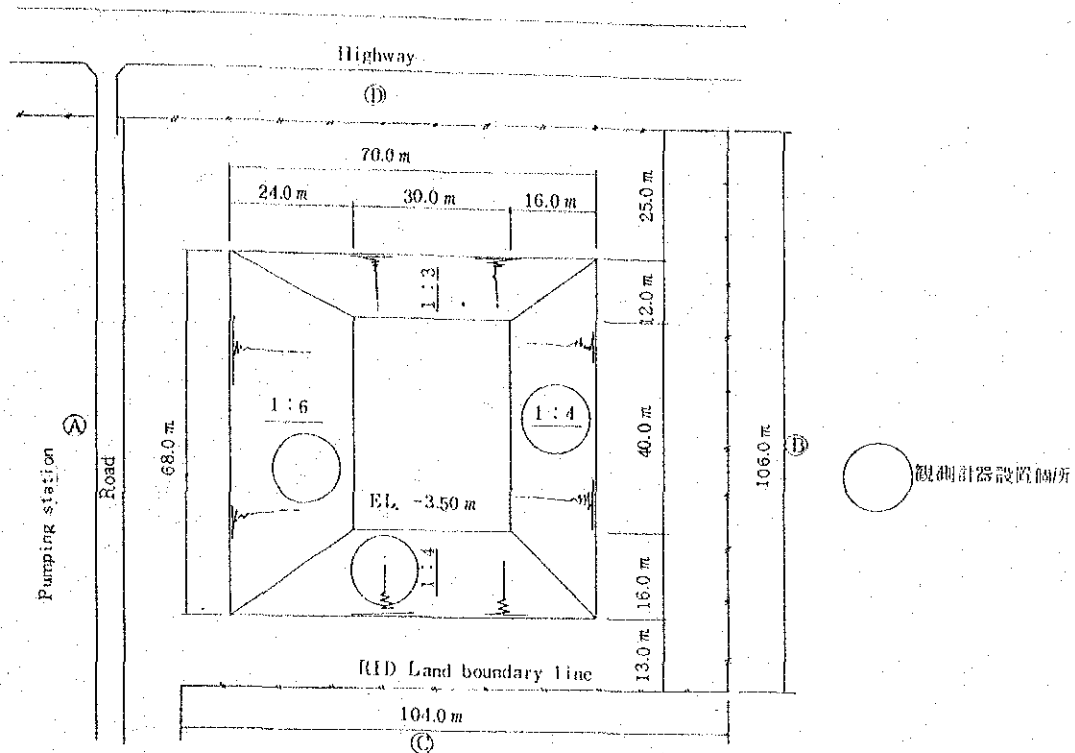 Highway
Ⓓ
70.0 m
24.0 m
30.0 m
16.0 m
25.0 m
1 : 3
12.0 m
1 : 6
1 : 4
40.0 m
68.0 m
106.0 m
Ⓐ
Ⓑ
Pumping station
Road
観測計器設置個所
EL. -3.50 m
1 : 4
16.0 m
13.0 m
RID Land boundary line
104.0 m
Ⓒ